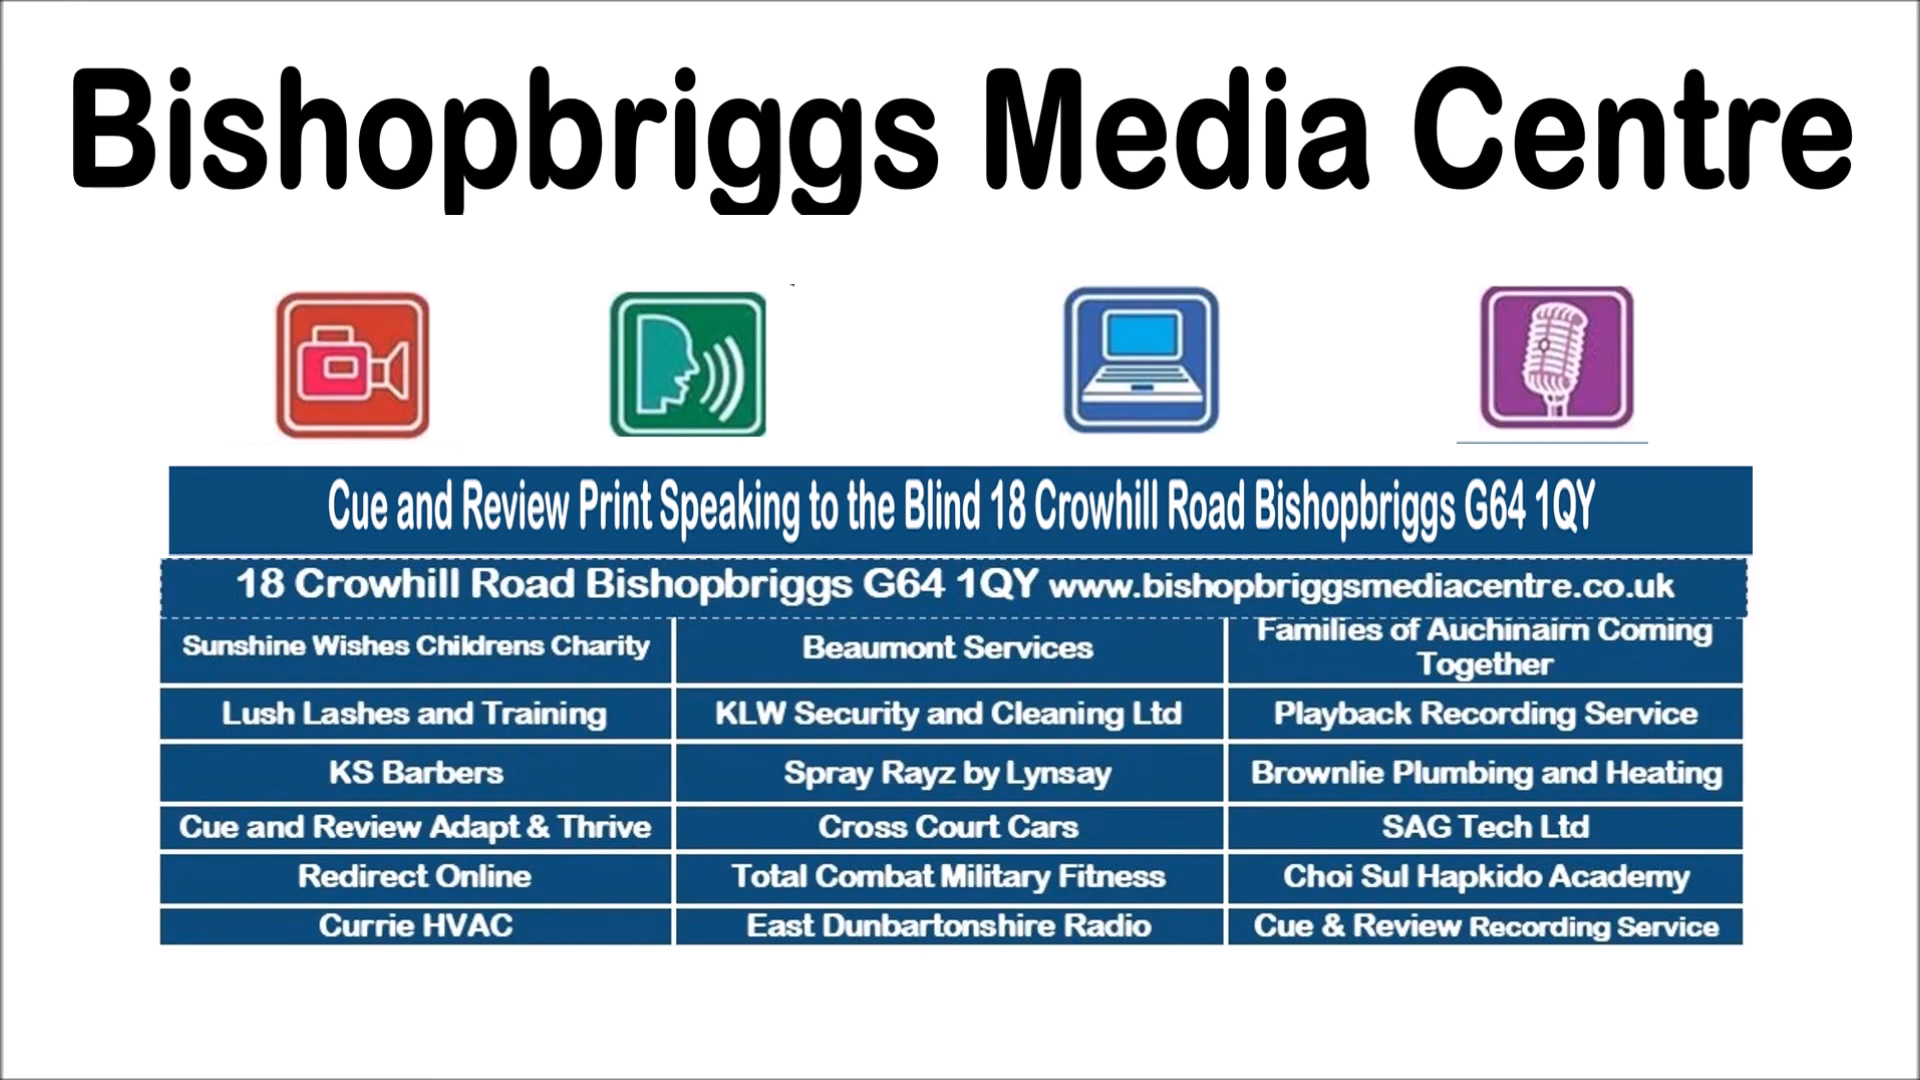 Bishopbriggs Media Centre
Cue and Review Print Speaking to the Blind 18 Crowhill Road Bishopbriggs G64 1QY
18 Crowhill Road Bishopbriggs G64 1QY www.bishopbriggsmediacentre.co.uk
Sunshine Wishes Childrens Charity
Beaumont Services
Families of Auchinairn Coming
Together
Lush Lashes and Training
KLW Security and Cleaning Ltd
Playback Recording Service
KS Barbers
Spray Rayz by Lynsay
Brownlie Plumbing and Heating
Cue and Review Adapt & Thrive
Cross Court Cars
SAG Tech Ltd
Redirect Online
Total Combat Military Fitness
Choi Sul Hapkido Academy
Currie HVAC
East Dunbartonshire Radio
Cue & Review Recording Service